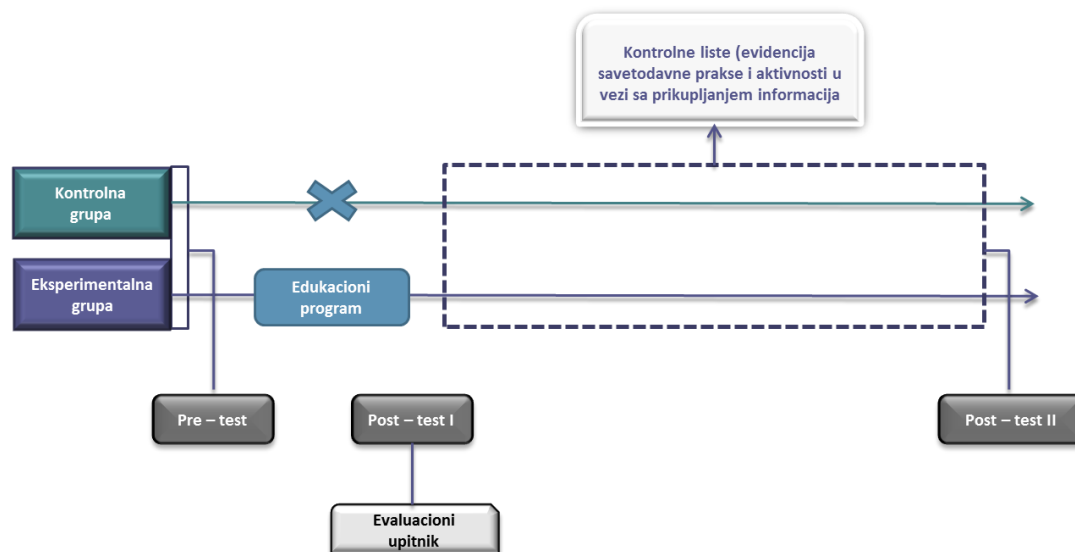 Kontrolne liste (evidencija
savetodavne prakse i aktivnosti u
vezi sa prikupljanjem informacija
Kontrolna
grupa
Eksperimentalna
grupa
Edukacioni
program
Pre – test
Post – test I
Post – test II
Evaluacioni
upitnik